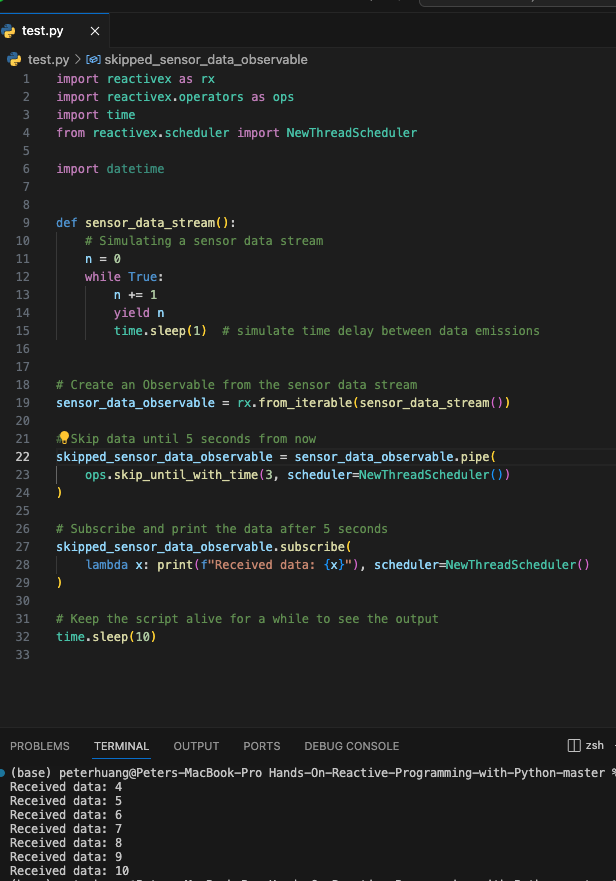 test.py
test.py > skipped_sensor_data_observable
1 import reactivex as rx
2 import reactivex.operators as ops
3 import time
4 from reactivex.scheduler import NewThreadScheduler
5
6 import datetime
7
8
9 def sensor_data_stream():
10 # Simulating a sensor data stream
11 n = 0
12 while True:
13 n += 1
14 yield n
15 time.sleep(1)  # simulate time delay between data emissions
16
17
18 # Create an Observable from the sensor data stream
19 sensor_data_observable = rx.from_iterable(sensor_data_stream())
20
21 # Skip data until 5 seconds from now
22 skipped_sensor_data_observable = sensor_data_observable.pipe(
23 ops.skip_until_with_time(3, scheduler=NewThreadScheduler())
24 )
25
26 # Subscribe and print the data after 5 seconds
27 skipped_sensor_data_observable.subscribe(
28 lambda x: print(f"Received data: {x}"), scheduler=NewThreadScheduler()
29 )
30
31 # Keep the script alive for a while to see the output
32 time.sleep(10)
33
PROBLEMS TERMINAL OUTPUT PORTS DEBUG CONSOLE zsh
(base) peterhuang@Peters-MacBook-Pro Hands-On-Reactive-Programming-with-Python-master %
Received data: 4
Received data: 5
Received data: 6
Received data: 7
Received data: 8
Received data: 9
Received data: 10